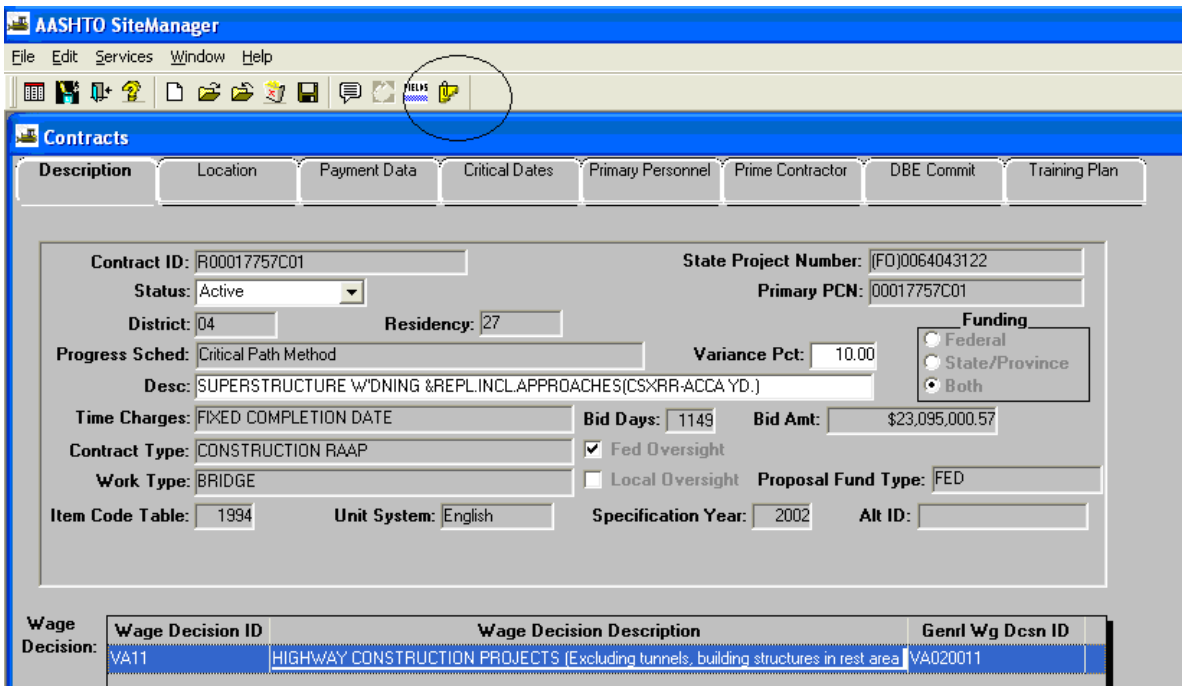 AASHTO SiteManager
File Edit Services Window Help
FIELDS
Contracts
Description Location Payment Data Critical Dates Primary Personnel Prime Contractor DBE Commit Training Plan
Contract ID: R00017757C01 State Project Number: (FO)0064043122
Status: Active Primary PCN: 00017757C01
District: 04 Residency: 27 Funding
Federal
Progress Sched: Critical Path Method Variance Pct: 10.00 State/Province
Desc: SUPERSTRUCTURE W'DNING &REPL.INCL.APPROACHES(CSXRR-ACCA YD.) Both
Time Charges: FIXED COMPLETION DATE Bid Days: 1149 Bid Amt: $23,095,000.57
Contract Type: CONSTRUCTION RAAP Fed Oversight
Work Type: BRIDGE Local Oversight Proposal Fund Type: FED
Item Code Table: 1994 Unit System: English Specification Year: 2002 Alt ID:
Wage Decision: Wage Decision ID Wage Decision Description Genrl Wg Dcsn ID
VA11 HIGHWAY CONSTRUCTION PROJECTS (Excluding tunnels, building structures in rest area VA020011